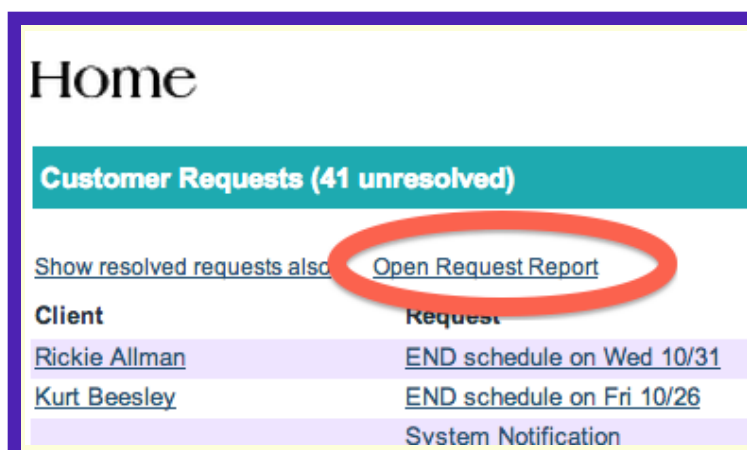 Home
Customer Requests (41 unresolved)
Show resolved requests also Open Request Report
Client Request
Rickie Allman END schedule on Wed 10/31
Kurt Beesley END schedule on Fri 10/26
System Notification